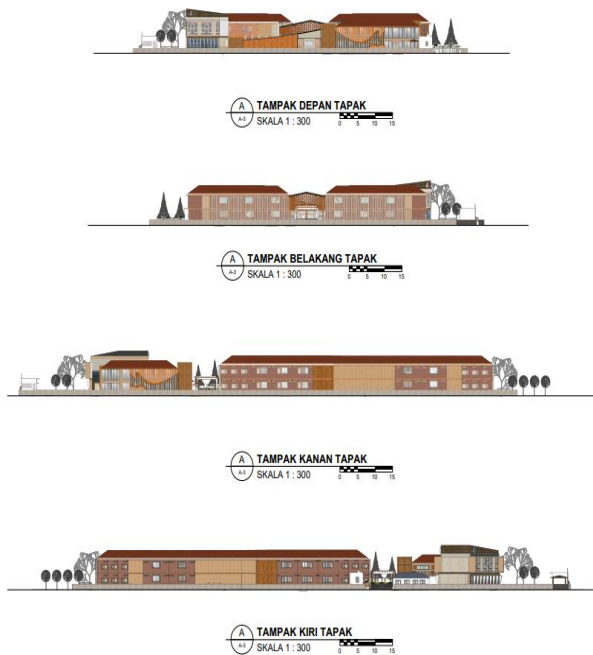 A
A-3
TAMPAK DEPAN TAPAK
SKALA 1 : 300
0 5 10 15
A
A-3
TAMPAK BELAKANG TAPAK
SKALA 1 : 300
0 5 10 15
A
A-3
TAMPAK KANAN TAPAK
SKALA 1 : 300
0 5 10 15
A
A-3
TAMPAK KIRI TAPAK
SKALA 1 : 300
0 5 10 15